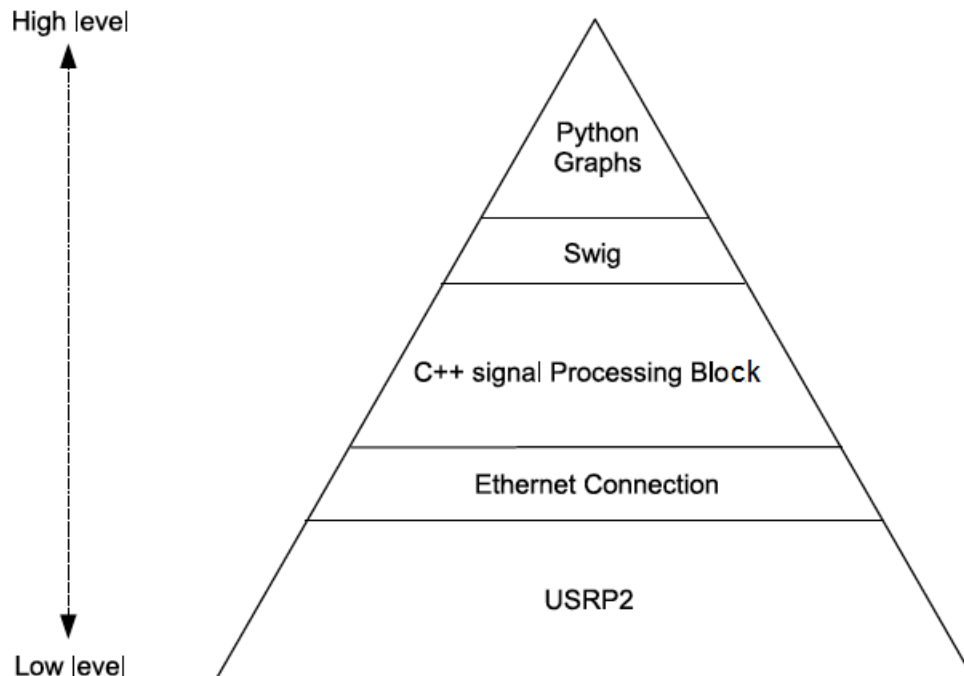 High level
Python
Graphs
Swig
C++ signal Processing Block
Ethernet Connection
USRP2
Low level